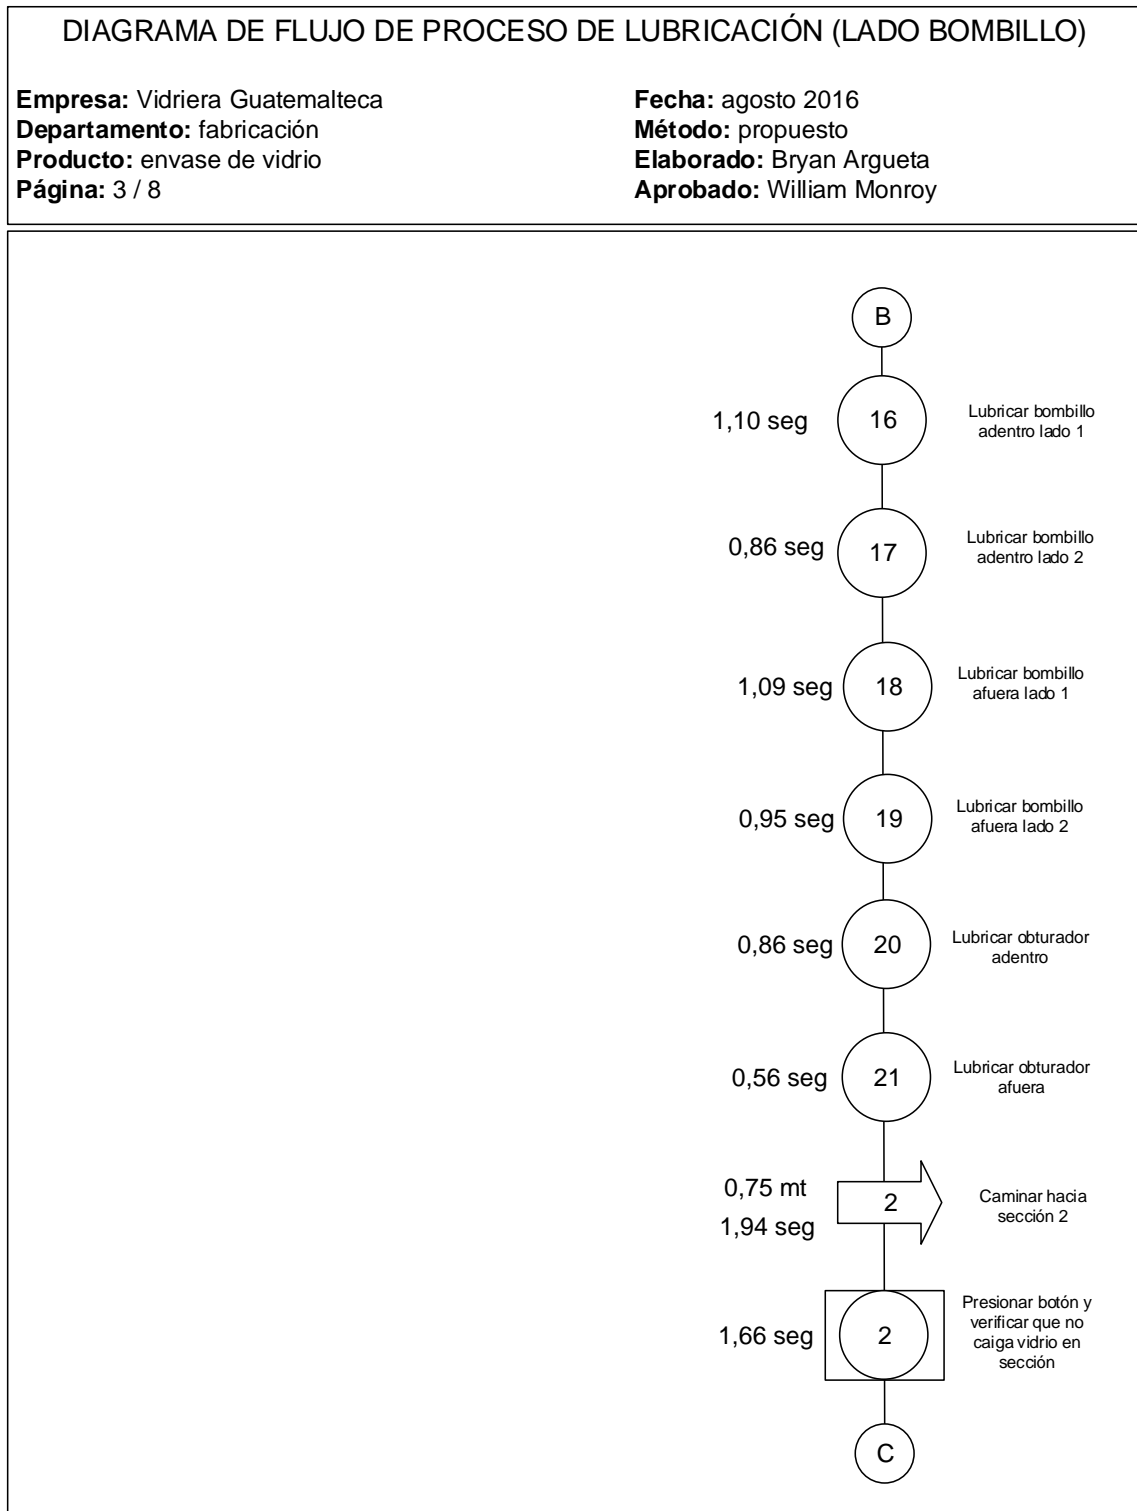 DIAGRAMA DE FLUJO DE PROCESO DE LUBRICACIÓN (LADO BOMBILLO)
Empresa: Vidriera Guatemalteca
Departamento: fabricación
Producto: envase de vidrio
Página: 3 / 8
Fecha: agosto 2016
Método: propuesto
Elaborado: Bryan Argueta
Aprobado: William Monroy
B
1,10 seg
16
Lubricar bombillo
adentro lado 1
0,86 seg
17
Lubricar bombillo
adentro lado 2
1,09 seg
18
Lubricar bombillo
afuera lado 1
0,95 seg
19
Lubricar bombillo
afuera lado 2
0,86 seg
20
Lubricar obturador
adentro
0,56 seg
21
Lubricar obturador
afuera
0,75 mt
1,94 seg
2
Caminar hacia
sección 2
1,66 seg
2
Presionar botón y
verificar que no
caiga vidrio en
sección
C